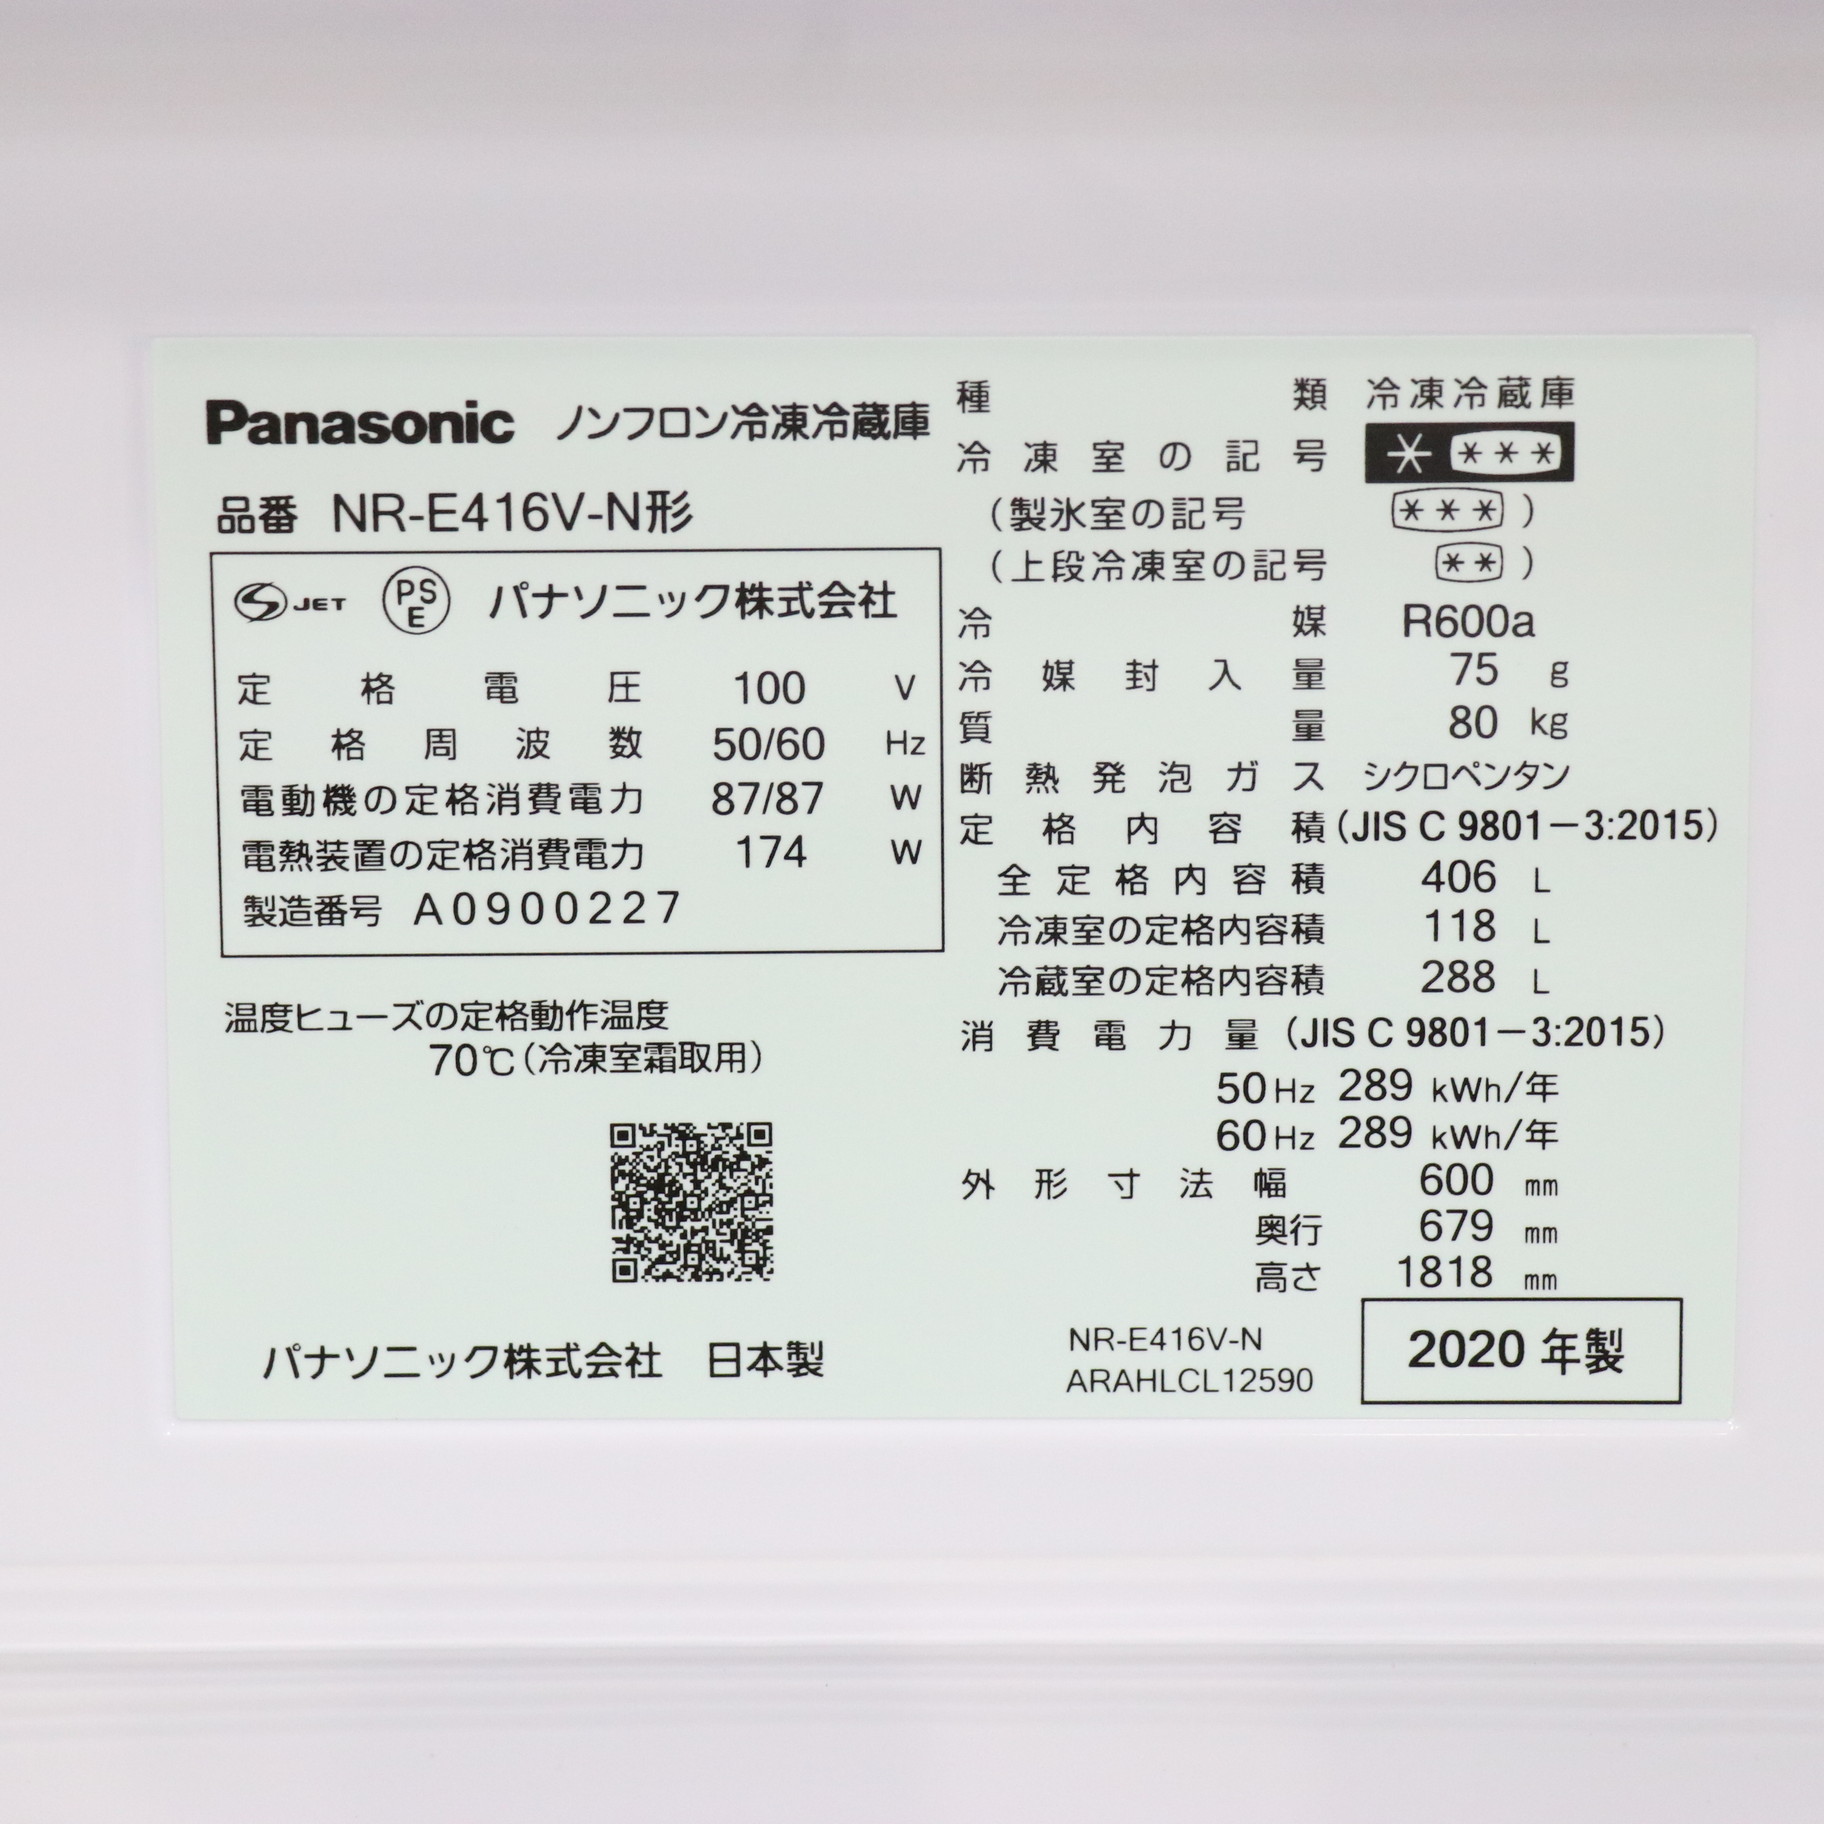 Panasonic ノンフロン冷凍冷蔵庫
品番 NR-E416V-N形
S JET PSE パナソニック株式会社
定格電圧 100 V
定格周波数 50/60 Hz
電動機の定格消費電力 87/87 W
電熱装置の定格消費電力 174 W
製造番号 A0900227
温度ヒューズの定格動作温度
70℃(冷凍室霜取用)
パナソニック株式会社 日本製
種類 冷凍冷蔵庫
冷凍室の記号 * ***
(製氷室の記号 ***)
(上段冷凍室の記号 **)
冷媒 R600a
冷媒封入量 75 g
質量 80 kg
断熱発泡ガス シクロペンタン
定格内容積(JIS C 9801-3:2015)
全定格内容積 406 L
冷凍室の定格内容積 118 L
冷蔵室の定格内容積 288 L
消費電力量(JIS C 9801-3:2015)
50Hz 289 kWh/年
60Hz 289 kWh/年
外形寸法幅 600 mm
奥行 679 mm
高さ 1818 mm
NR-E416V-N
ARAHLCL12590
2020 年製